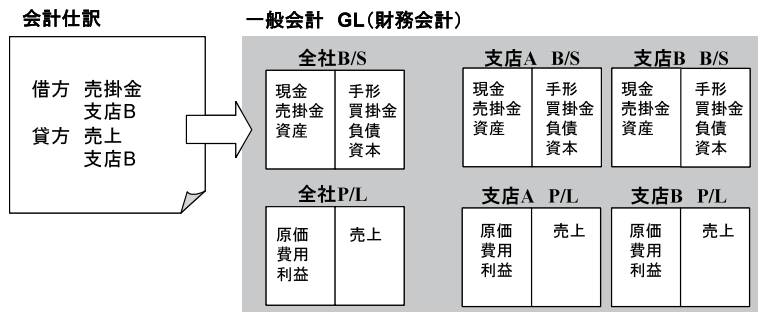 会計仕訳
借方 売掛金
支店B
貸方 売上
支店B
一般会計 GL（財務会計）
全社B/S
現金
売掛金
資産
手形
買掛金
負債
資本
支店A B/S
現金
売掛金
資産
手形
買掛金
負債
資本
支店B B/S
現金
売掛金
資産
手形
買掛金
負債
資本
全社P/L
原価
費用
利益
売上
支店A P/L
原価
費用
利益
売上
支店B P/L
原価
費用
利益
売上